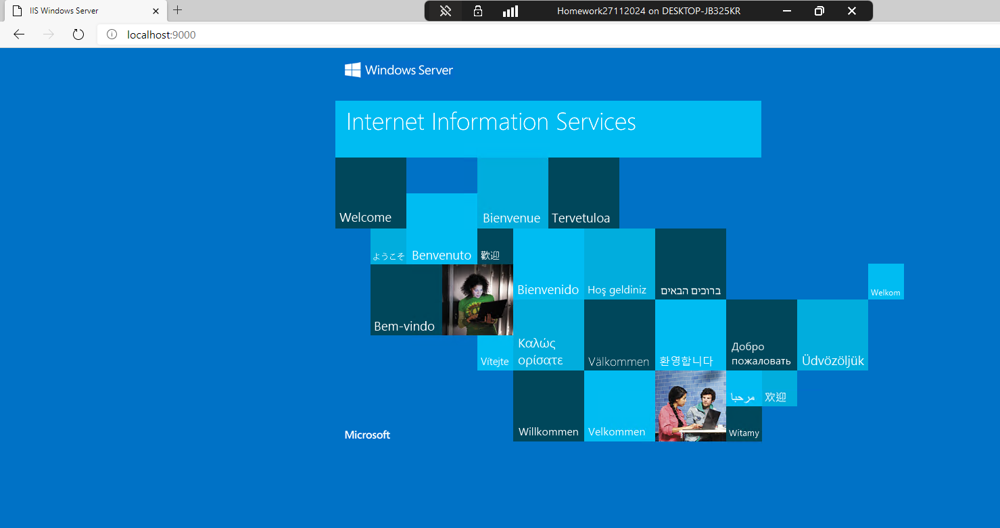 IIS Windows Server
Homework27112024 on DESKTOP-JB325KR
localhost:9000
Windows Server
Internet Information Services
Welcome
Bienvenue
Tervetuloa
ようこそ
Benvenuto
歡迎
Bienvenido
Hoş geldiniz
ברוכים הבאים
Welkom
Bem-vindo
Vítejte
Καλώς
ορίσατε
Välkommen
환영합니다
Добро
пожаловать
Üdvözöljük
مرحبا
欢迎
Microsoft
Willkommen
Velkommen
Witamy